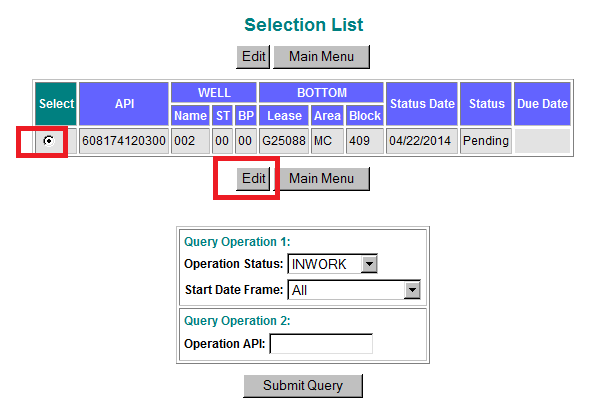 Selection List
Edit Main Menu
Select API WELL BOTTOM Status Date Status Due Date
Name ST BP Lease Area Block
608174120300 002 00 00 G25088 MC 409 04/22/2014 Pending
Edit Main Menu
Query Operation 1:
Operation Status: INWORK
Start Date Frame: All
Query Operation 2:
Operation API:
Submit Query